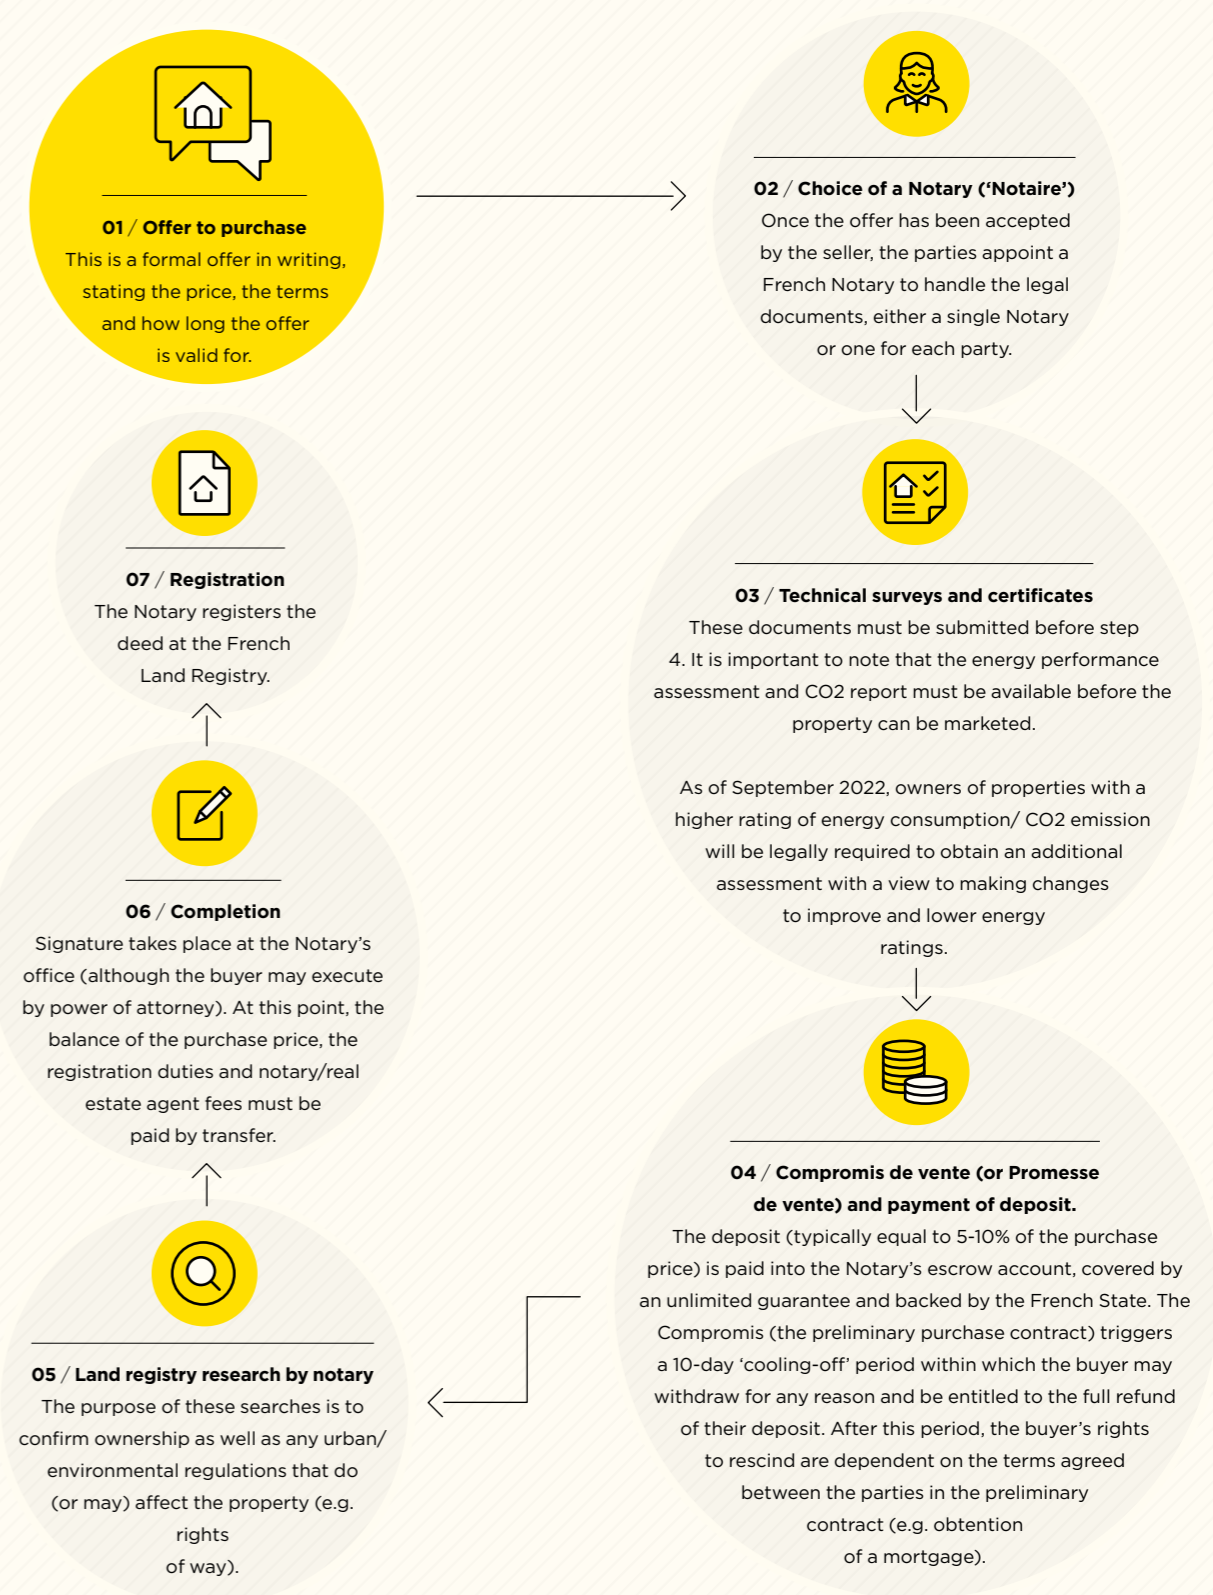 01 / Offer to purchase
This is a formal offer in writing,
stating the price, the terms
and how long the offer
is valid for.
02 / Choice of a Notary (‘Notaire’)
Once the offer has been accepted
by the seller, the parties appoint a
French Notary to handle the legal
documents, either a single Notary
or one for each party.
03 / Technical surveys and certificates
These documents must be submitted before step
4. It is important to note that the energy performance
assessment and CO2 report must be available before the
property can be marketed.
As of September 2022, owners of properties with a
higher rating of energy consumption/ CO2 emission
will be legally required to obtain an additional
assessment with a view to making changes
to improve and lower energy
ratings.
04 / Compromis de vente (or Promesse
de vente) and payment of deposit.
The deposit (typically equal to 5-10% of the purchase
price) is paid into the Notary’s escrow account, covered by
an unlimited guarantee and backed by the French State. The
Compromis (the preliminary purchase contract) triggers
a 10-day ‘cooling-off’ period within which the buyer may
withdraw for any reason and be entitled to the full refund
of their deposit. After this period, the buyer’s rights
to rescind are dependent on the terms agreed
between the parties in the preliminary
contract (e.g. obtention
of a mortgage).
05 / Land registry research by notary
The purpose of these searches is to
confirm ownership as well as any urban/
environmental regulations that do
(or may) affect the property (e.g.
rights
of way).
06 / Completion
Signature takes place at the Notary’s
office (although the buyer may execute
by power of attorney). At this point, the
balance of the purchase price, the
registration duties and notary/real
estate agent fees must be
paid by transfer.
07 / Registration
The Notary registers the
deed at the French
Land Registry.